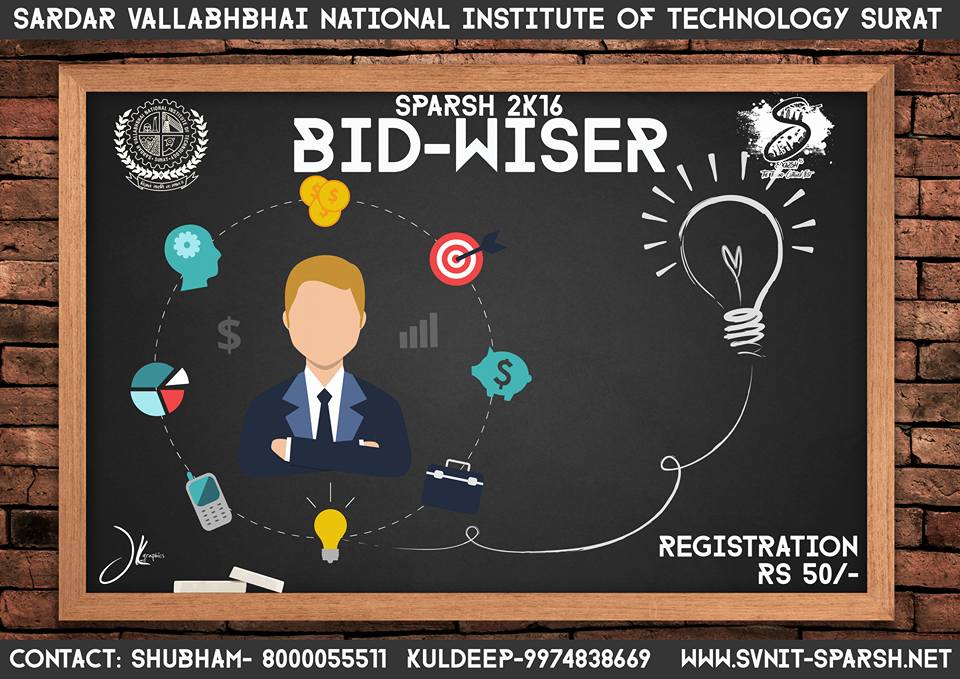 SARDAR VALLABHBHAI NATIONAL INSTITUTE OF TECHNOLOGY SURAT
SPARSH 2K16
BID-WISER
$
$
REGISTRATION
RS 50/-
graphics
CONTACT: SHUBHAM- 8000055511 KULDEEP-9974838669 WWW.SVNIT-SPARSH.NET